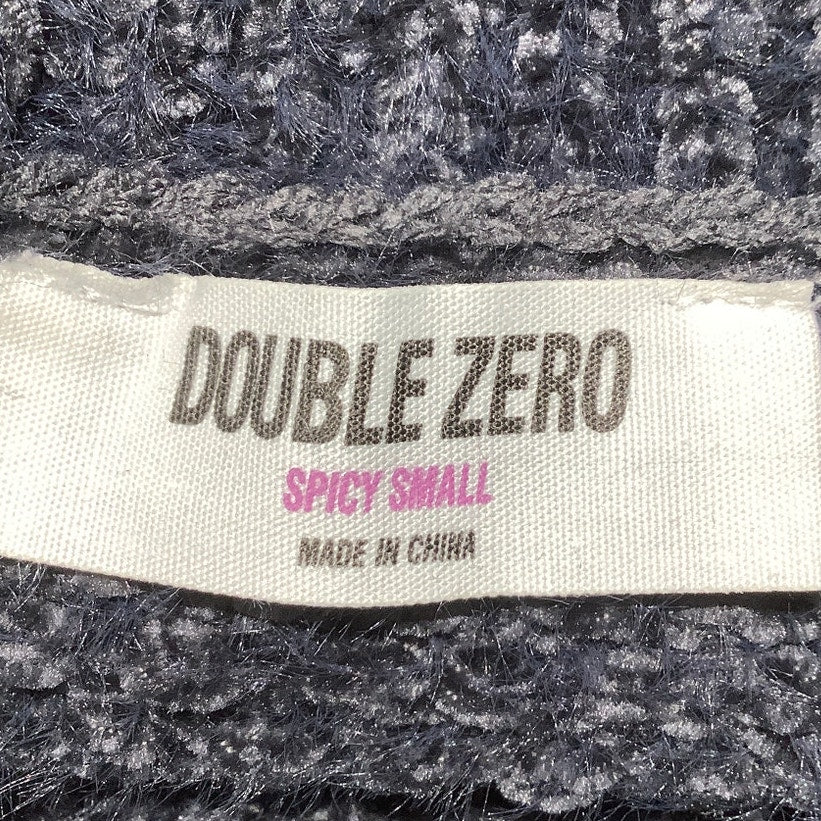 DOUBLE ZERO
SPICY SMALL
MADE IN CHINA